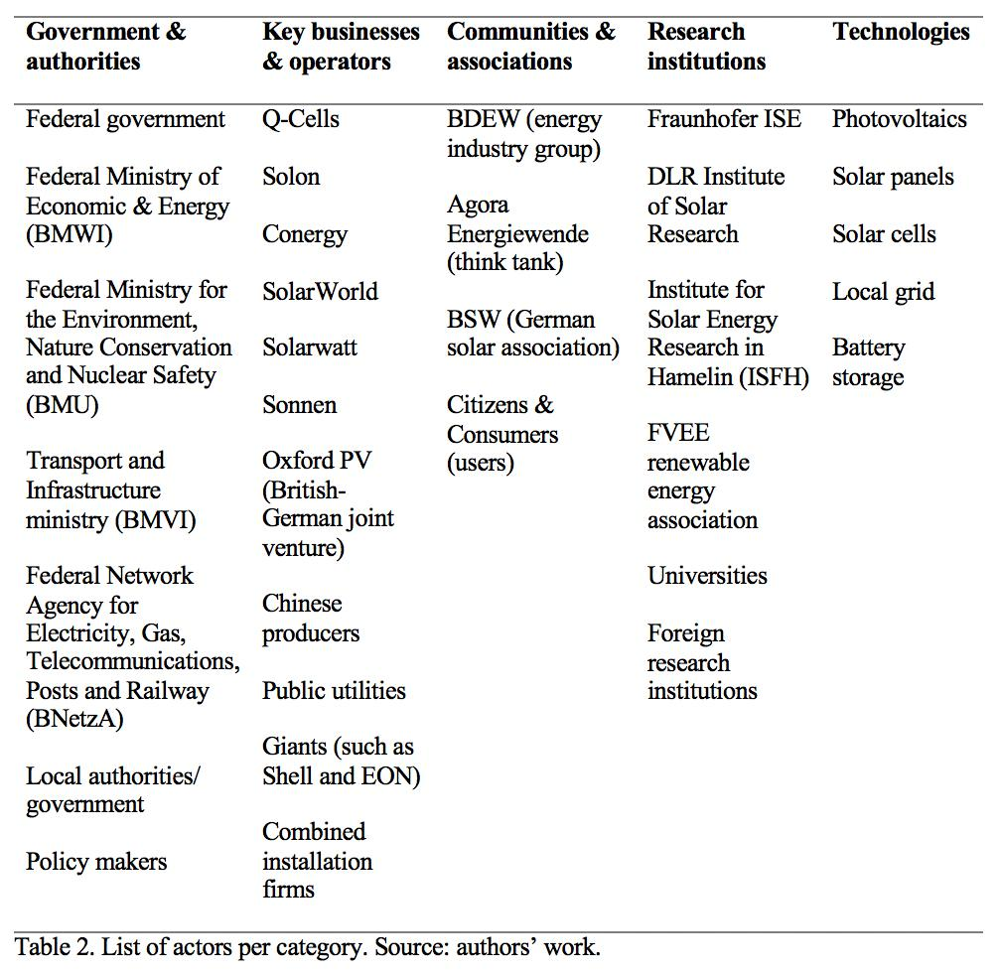 Government &
authorities
Key businesses
& operators
Communities &
associations
Research
institutions
Technologies
Federal government
Federal Ministry of
Economic & Energy
(BMWI)
Federal Ministry for
the Environment,
Nature Conservation
and Nuclear Safety
(BMU)
Transport and
Infrastructure
ministry (BMVI)
Federal Network
Agency for
Electricity, Gas,
Telecommunications,
Posts and Railway
(BNetzA)
Local authorities/
government
Policy makers
Q-Cells
Solon
Conergy
SolarWorld
Solarwatt
Sonnen
Oxford PV
(British-
German joint
venture)
Chinese
producers
Public utilities
Giants (such as
Shell and EON)
Combined
installation
firms
BDEW (energy
industry group)
Agora
Energiewende
(think tank)
BSW (German
solar association)
Citizens &
Consumers
(users)
Fraunhofer ISE
DLR Institute
of Solar
Research
Institute for
Solar Energy
Research in
Hamelin (ISFH)
FVEE
renewable
energy
association
Universities
Foreign
research
institutions
Photovoltaics
Solar panels
Solar cells
Local grid
Battery
storage
Table 2. List of actors per category. Source: authors’ work.